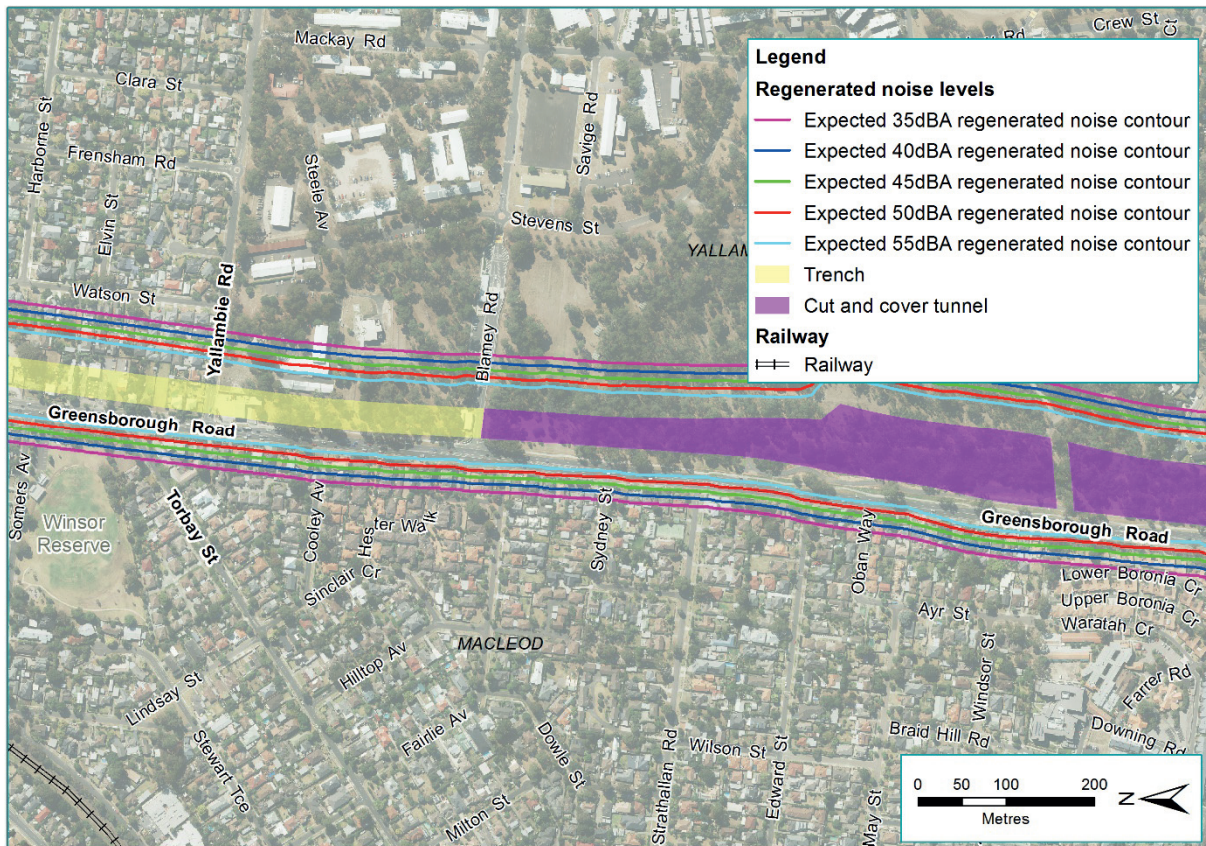 Crew St
Mackay Rd
Rd
Ct
Clara St
Harborne St
Frensham Rd
Elvin St
Steele Av
Savige Rd
Stevens St
Watson St
Yallambie Rd
Blamey Rd
Legend
Regenerated noise levels
Expected 35dBA regenerated noise contour
Expected 40dBA regenerated noise contour
Expected 45dBA regenerated noise contour
Expected 50dBA regenerated noise contour
Expected 55dBA regenerated noise contour
Trench
Cut and cover tunnel
Railway
Railway
Greensborough Road
Somers Av
Winsor
Reserve
Torbay St
Cooley Av
Hester Walk
Sinclair Cr
Sydney St
Oban Way
Greensborough Road
Lower Boronia Cr
Upper Boronia Cr
Waratah Cr
Ayr St
MACLEOD
Hilltop Av
Windsor St
Farrer Rd
Lindsay St
Fairlie Av
Stewart Tce
Dowle St
Wilson St
Braid Hill Rd
Downing Rd
Strathallan Rd
Edward St
Milton St
May St
0 50 100 200
Metres
N